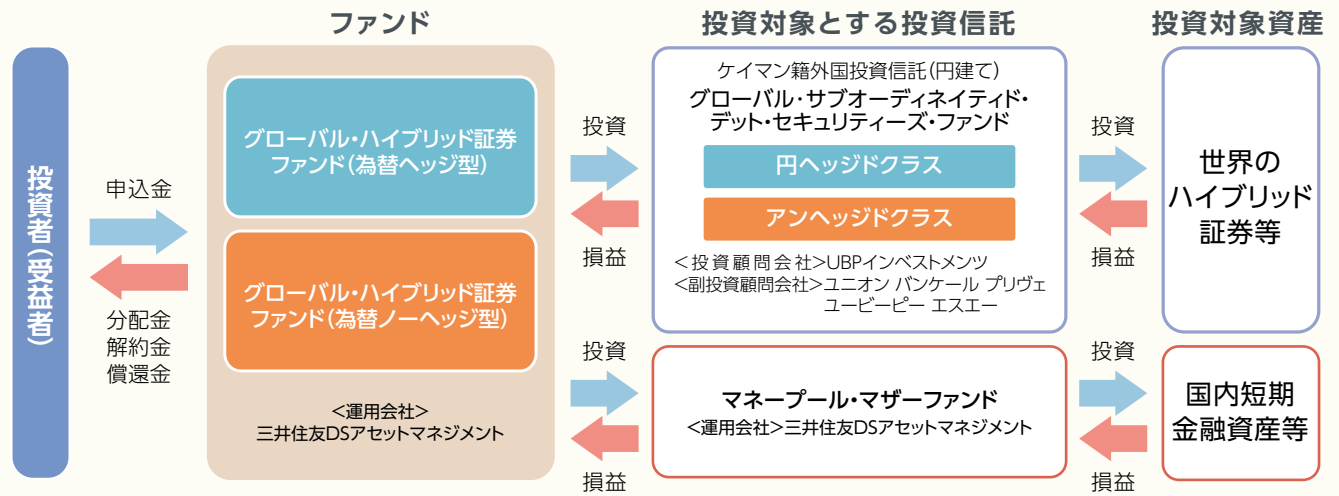 ファンド
投資対象とする投資信託
投資対象資産
投資者(受益者)
申込金
分配金
解約金
償還金
グローバル・ハイブリッド証券
ファンド(為替ヘッジ型)
グローバル・ハイブリッド証券
ファンド(為替ノーヘッジ型)
<運用会社>
三井住友DSアセットマネジメント
投資
損益
投資
損益
ケイマン籍外国投資信託(円建て)
グローバル・サブオーディネイティド・
デット・セキュリティーズ・ファンド
円ヘッジドクラス
アンヘッジドクラス
<投資顧問会社>UBPインベストメンツ
<副投資顧問会社>ユニオン バンケール プリヴェ
ユービーピー エスエー
マネープール・マザーファンド
<運用会社>三井住友DSアセットマネジメント
投資
損益
投資
損益
世界の
ハイブリッド
証券等
国内短期
金融資産等